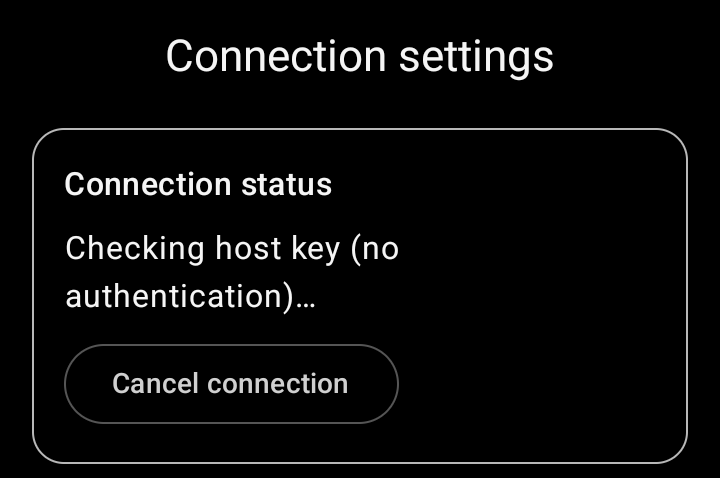 Connection settings
Connection status
Checking host key (no
authentication)…
Cancel connection